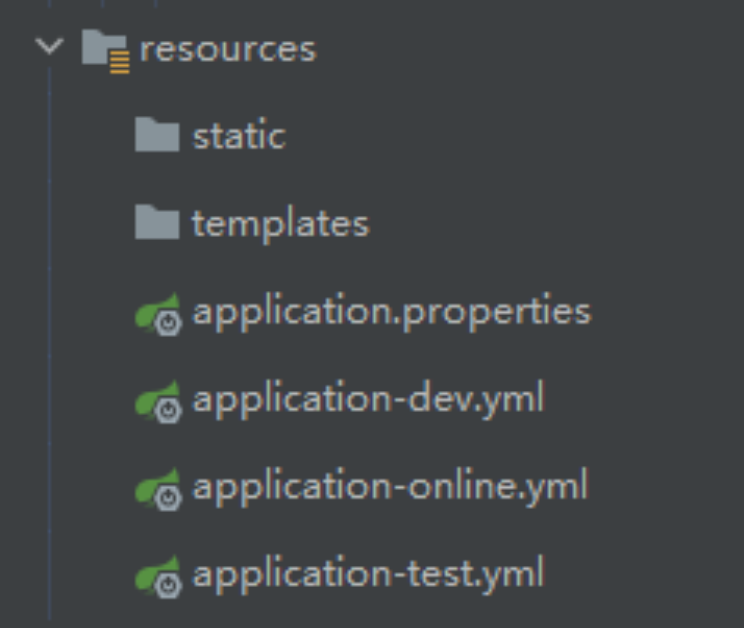 resources
static
templates
application.properties
application-dev.yml
application-online.yml
application-test.yml